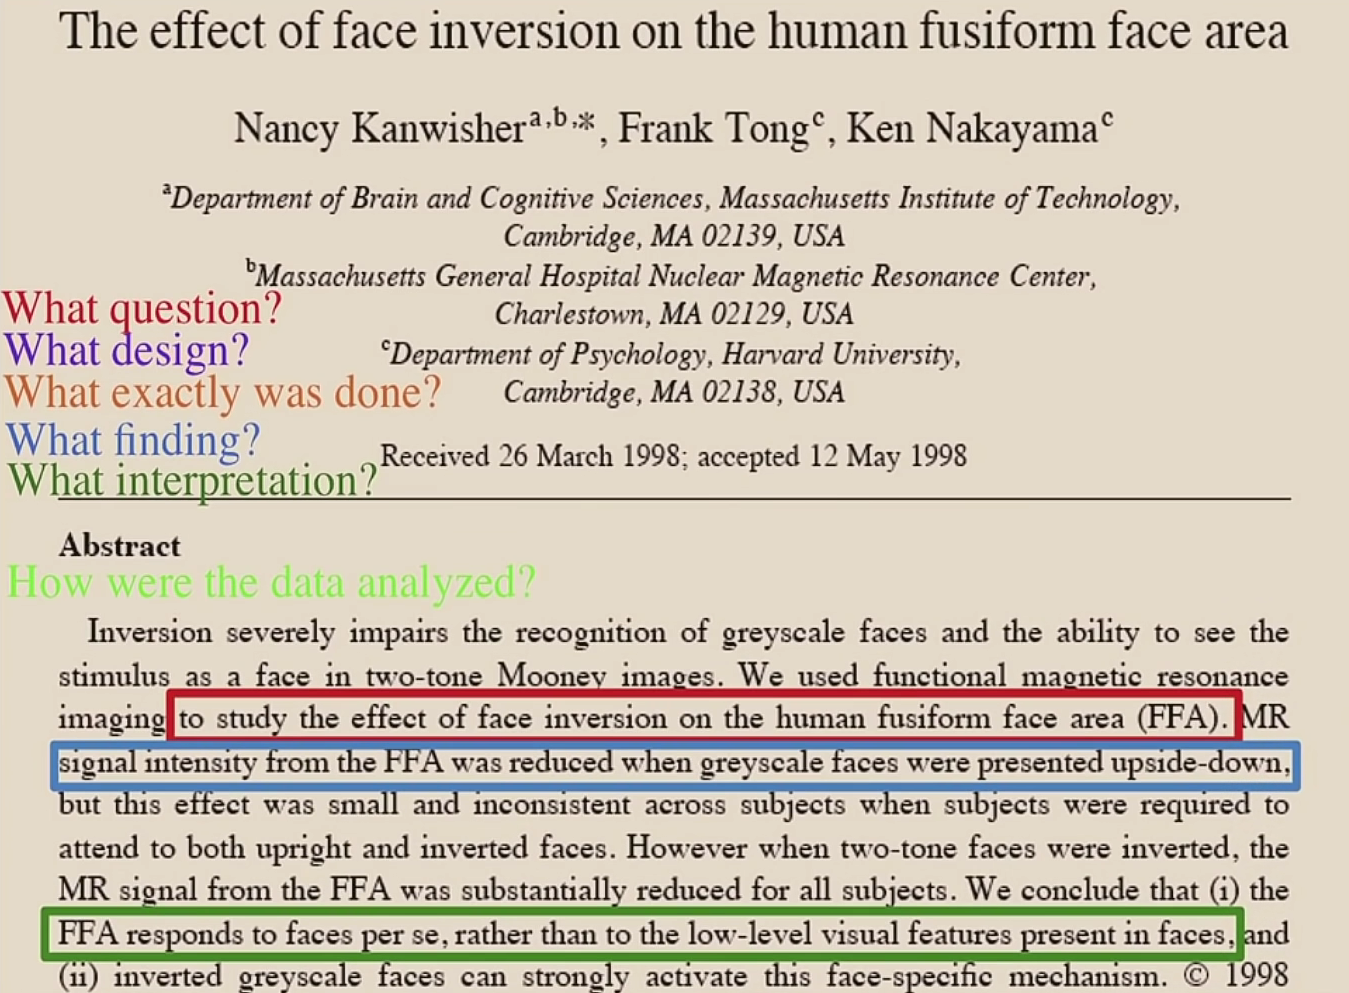 The effect of face inversion on the human fusiform face area
Nancy Kanwisherᵃ,ᵇ,*, Frank Tongᶜ, Ken Nakayamaᶜ
ᵃDepartment of Brain and Cognitive Sciences, Massachusetts Institute of Technology,
Cambridge, MA 02139, USA
ᵇMassachusetts General Hospital Nuclear Magnetic Resonance Center,
Charlestown, MA 02129, USA
ᶜDepartment of Psychology, Harvard University,
Cambridge, MA 02138, USA
What question?
What design?
What exactly was done?
What finding?
What interpretation?
Received 26 March 1998; accepted 12 May 1998
Abstract
How were the data analyzed?
Inversion severely impairs the recognition of greyscale faces and the ability to see the
stimulus as a face in two-tone Mooney images. We used functional magnetic resonance
imaging to study the effect of face inversion on the human fusiform face area (FFA). MR
signal intensity from the FFA was reduced when greyscale faces were presented upside-down,
but this effect was small and inconsistent across subjects when subjects were required to
attend to both upright and inverted faces. However when two-tone faces were inverted, the
MR signal from the FFA was substantially reduced for all subjects. We conclude that (i) the
FFA responds to faces per se, rather than to the low-level visual features present in faces, and
(ii) inverted greyscale faces can strongly activate this face-specific mechanism. © 1998